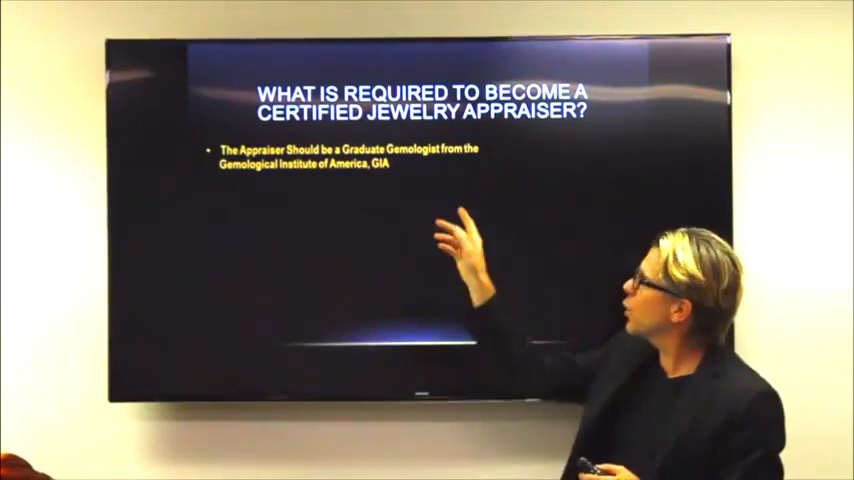 WHAT IS REQUIRED TO BECOME A
CERTIFIED JEWELRY APPRAISER?
• The Appraiser Should be a Graduate Gemologist from the
Gemological Institute of America, GIA